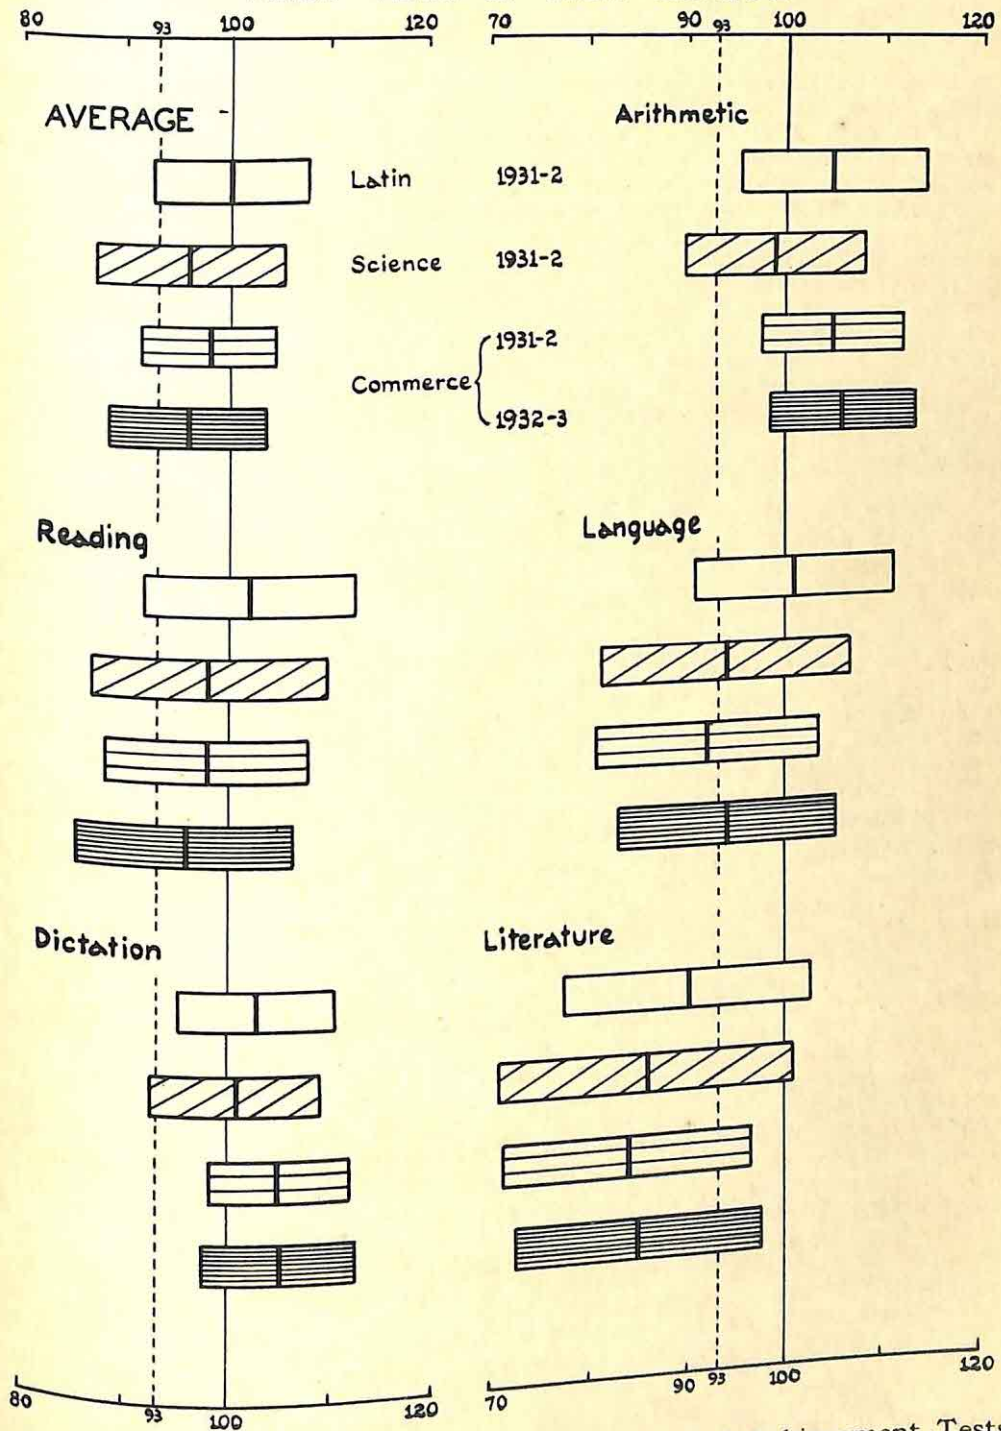 80 93 100 120 70 90 93 100 120
AVERAGE
Arithmetic
Latin 1931-2
Science 1931-2
Commerce { 1931-2
1932-3
Reading
Language
Dictation
Literature
80 93 100 120 70 90 93 100 120
Tests